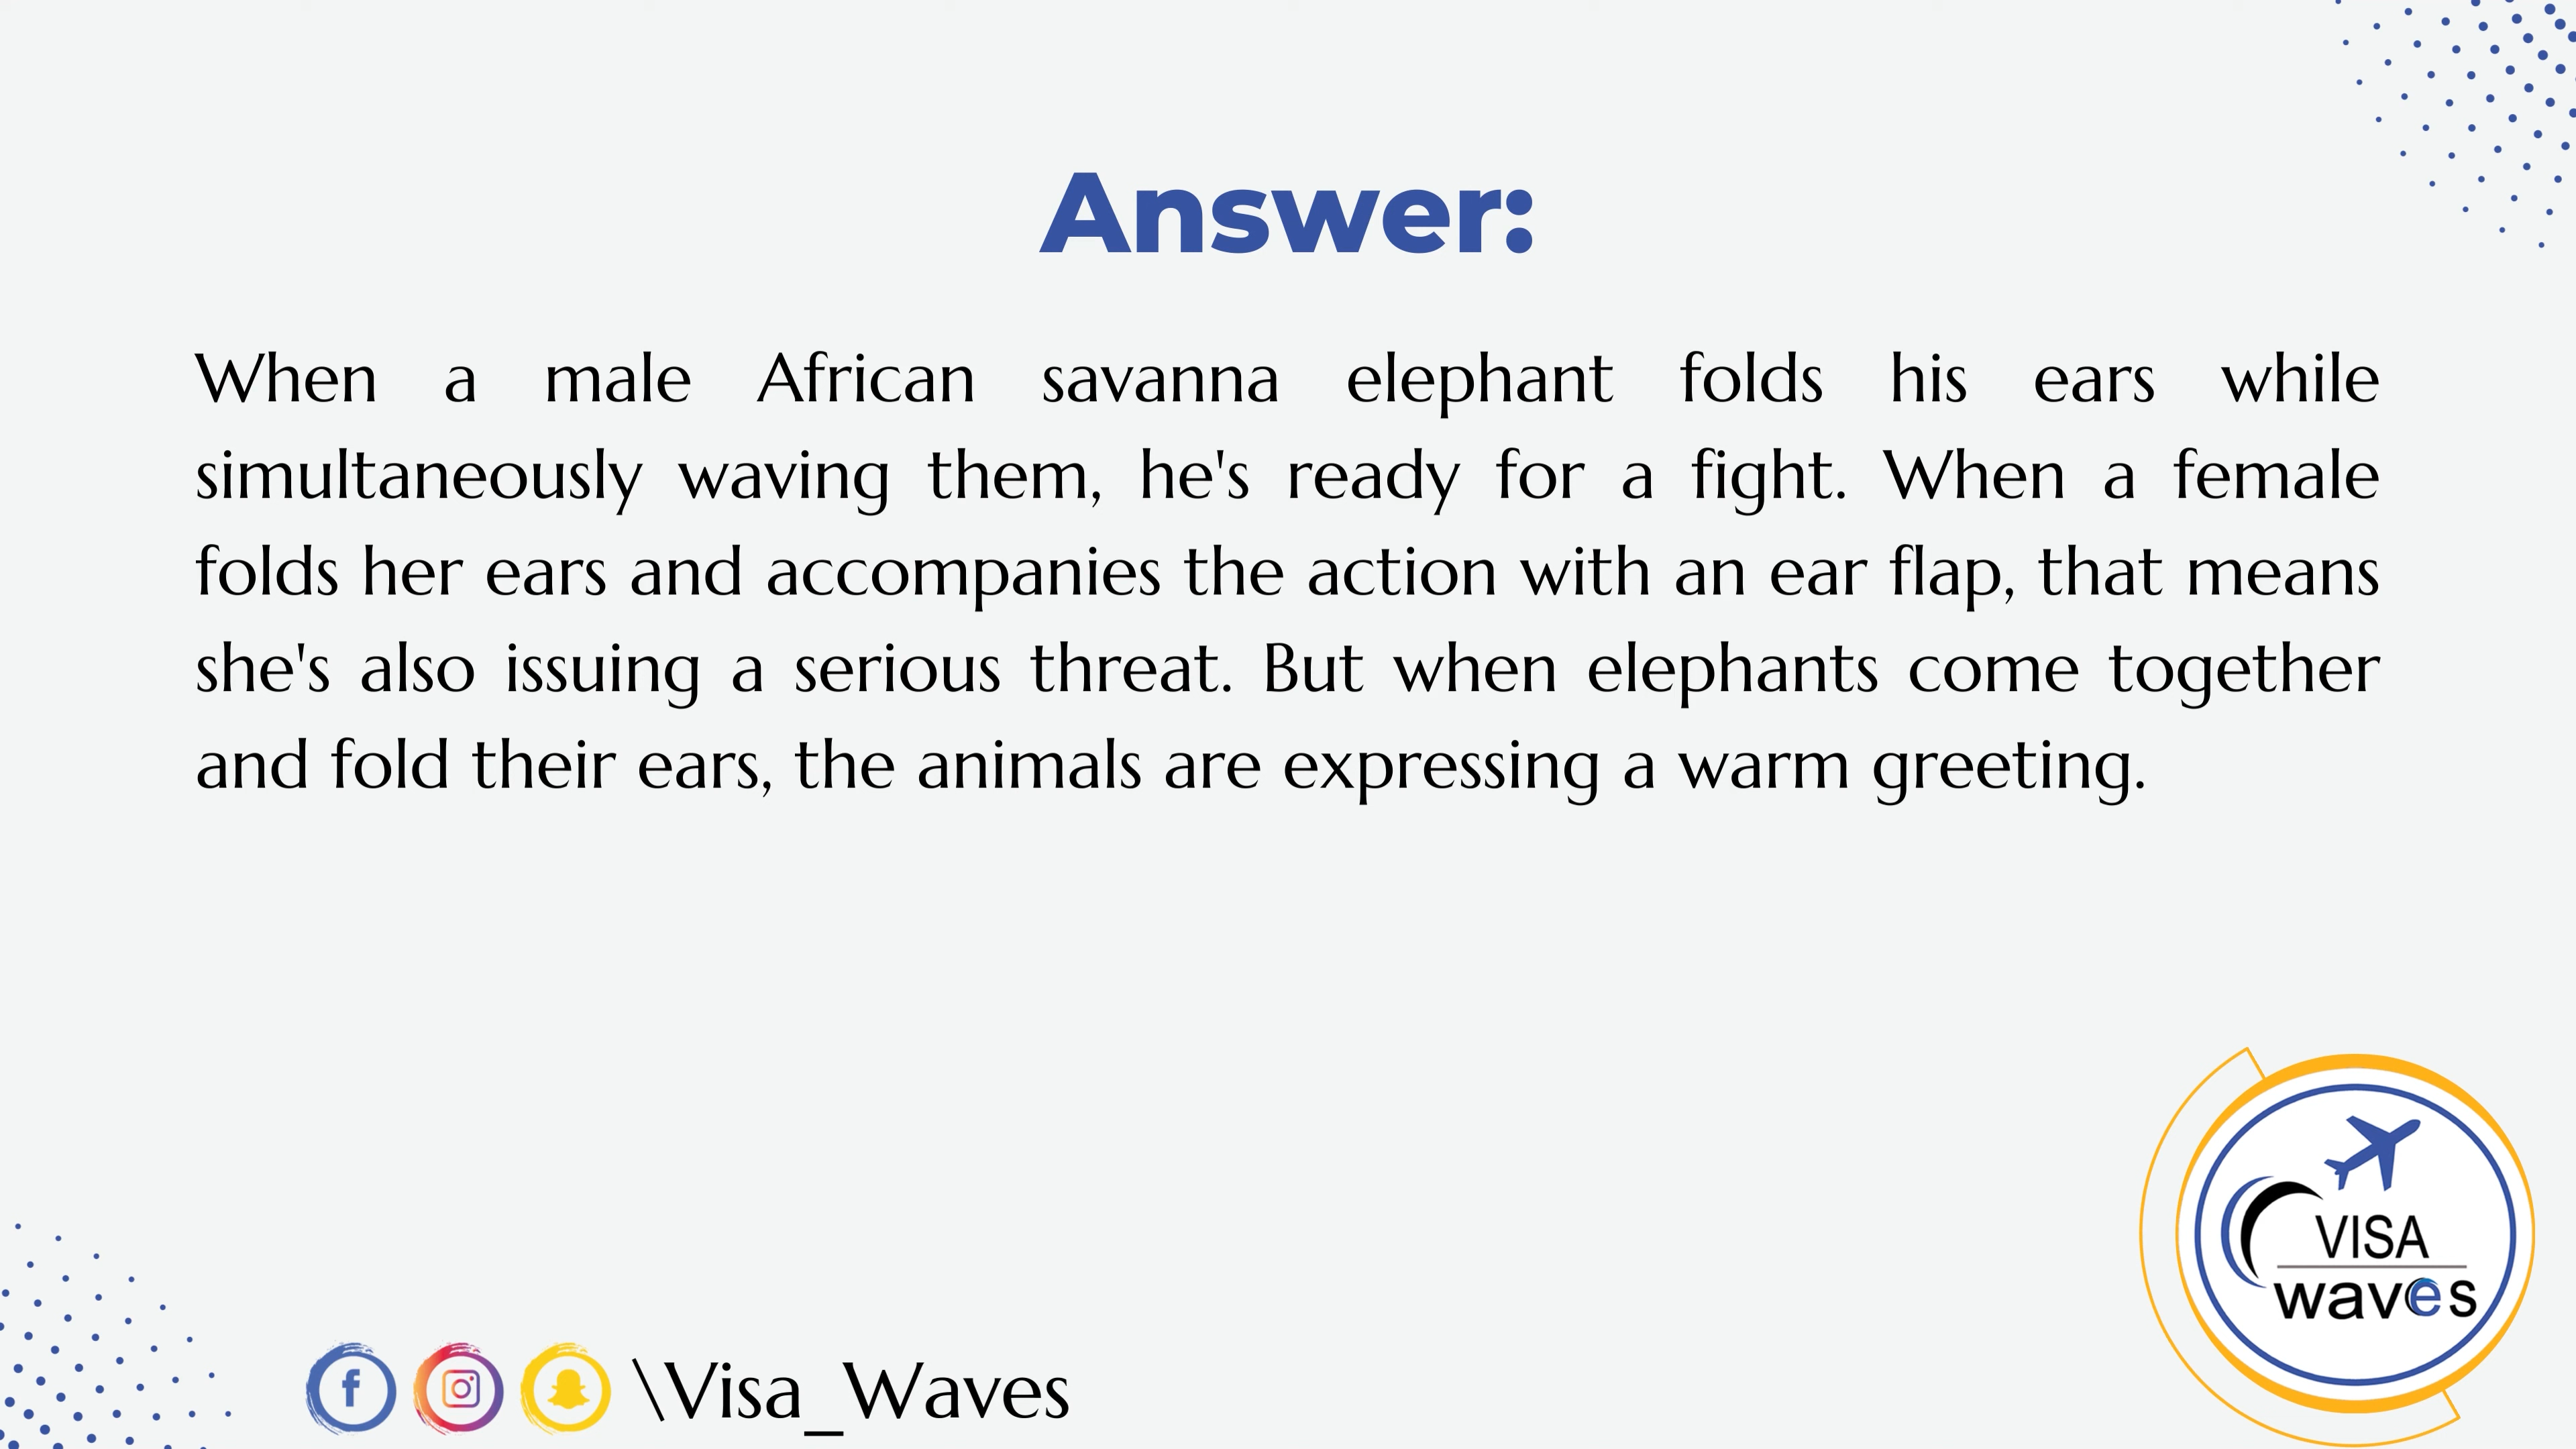 Answer:
When a male African savanna elephant folds his ears while
simultaneously waving them, he's ready for a fight. When a female
folds her ears and accompanies the action with an ear flap, that means
she's also issuing a serious threat. But when elephants come together
and fold their ears, the animals are expressing a warm greeting.
VISA
waves
\Visa_Waves